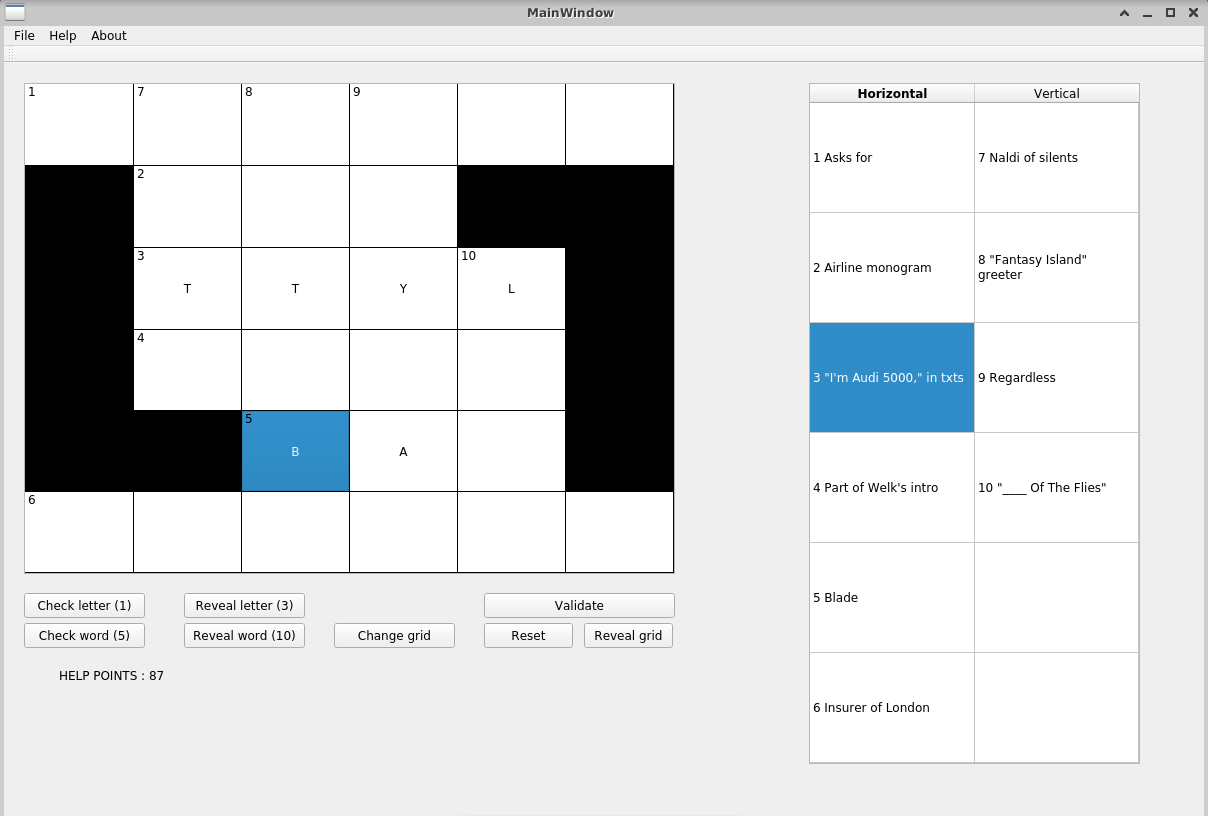 MainWindow
File Help About
1 7 8 9
2
3 10
T T Y L
4
5
B A
6
Check letter (1) Reveal letter (3) Validate
Check word (5) Reveal word (10) Change grid Reset Reveal grid
HELP POINTS : 87
Horizontal Vertical
1 Asks for 7 Naldi of silents
2 Airline monogram 8 "Fantasy Island"
greeter
3 "I'm Audi 5000," in txts 9 Regardless
4 Part of Welk's intro 10 "____ Of The Flies"
5 Blade
6 Insurer of London